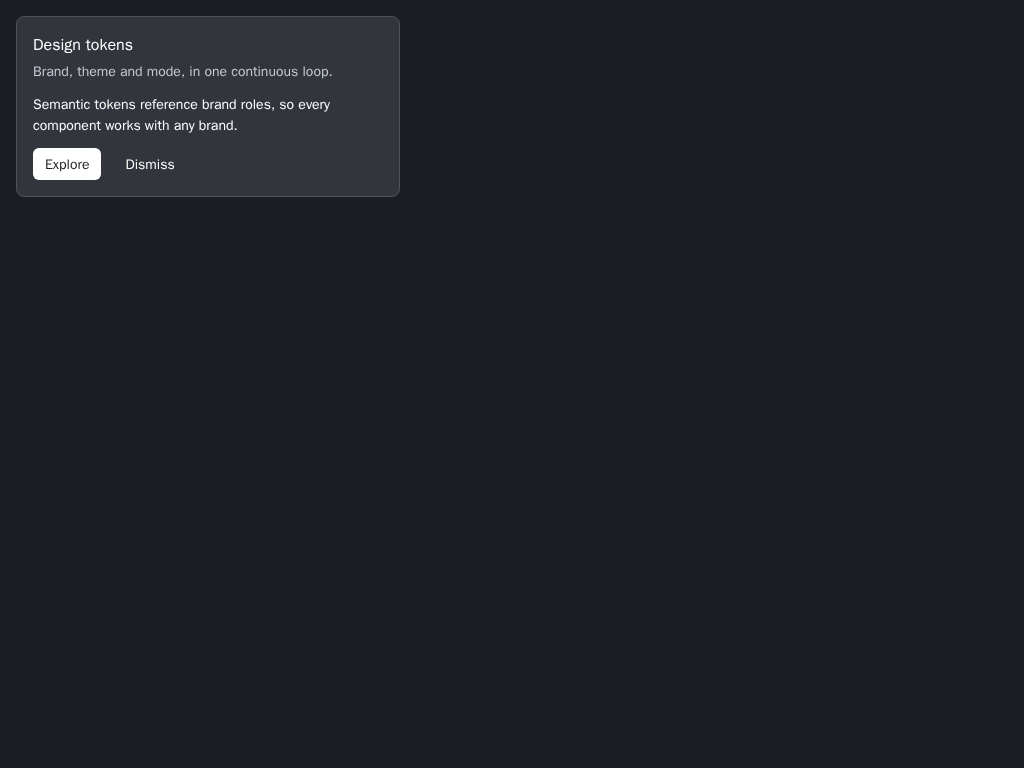 Design tokens
Brand, theme and mode, in one continuous loop.
Semantic tokens reference brand roles, so every
component works with any brand.
Explore
Dismiss